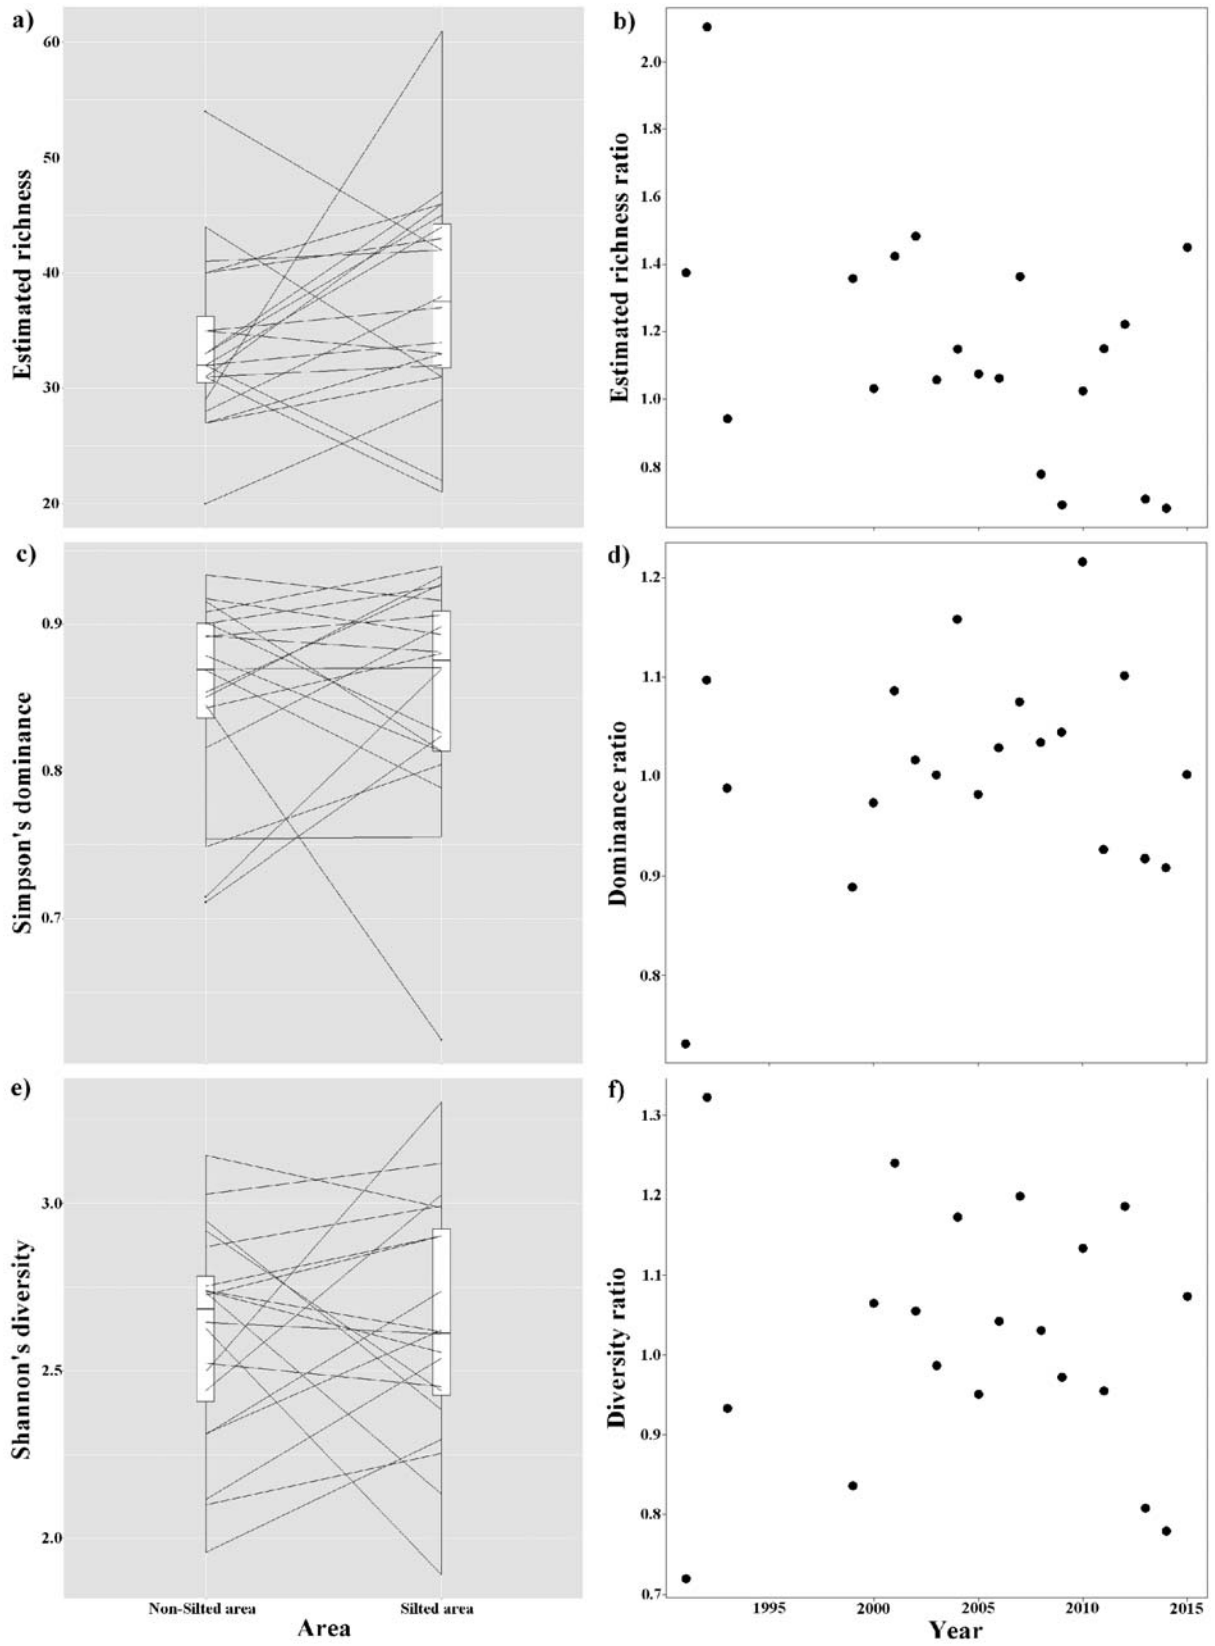 a)
60
50
40
30
20
Estimated richness
b)
2.0
1.8
1.6
1.4
1.2
1.0
0.8
Estimated richness ratio
c)
0.9
0.8
0.7
Simpson's dominance
d)
1.2
1.1
1.0
0.9
0.8
Dominance ratio
e)
3.0
2.5
2.0
Shannon's diversity
Non-Silted area Silted area
Area
f)
1.3
1.2
1.1
1.0
0.9
0.8
0.7
Diversity ratio
1995 2000 2005 2010 2015
Year